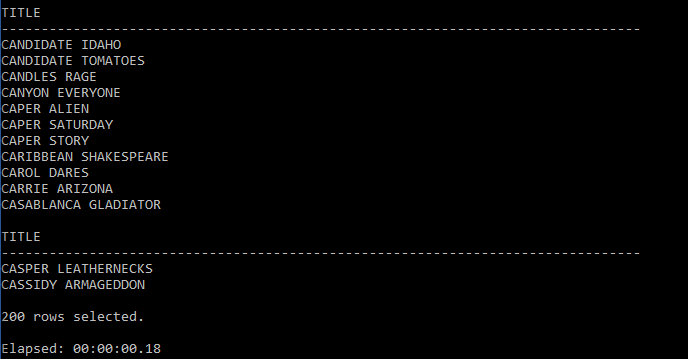 TITLE
--------------------------------------------------------------------------------
CANDIDATE IDAHO
CANDIDATE TOMATOES
CANDLES RAGE
CANYON EVERYONE
CAPER ALIEN
CAPER SATURDAY
CAPER STORY
CARIBBEAN SHAKESPEARE
CAROL DARES
CARRIE ARIZONA
CASABLANCA GLADIATOR
TITLE
--------------------------------------------------------------------------------
CASPER LEATHERNECKS
CASSIDY ARMAGEDDON
200 rows selected.
Elapsed: 00:00:00.18